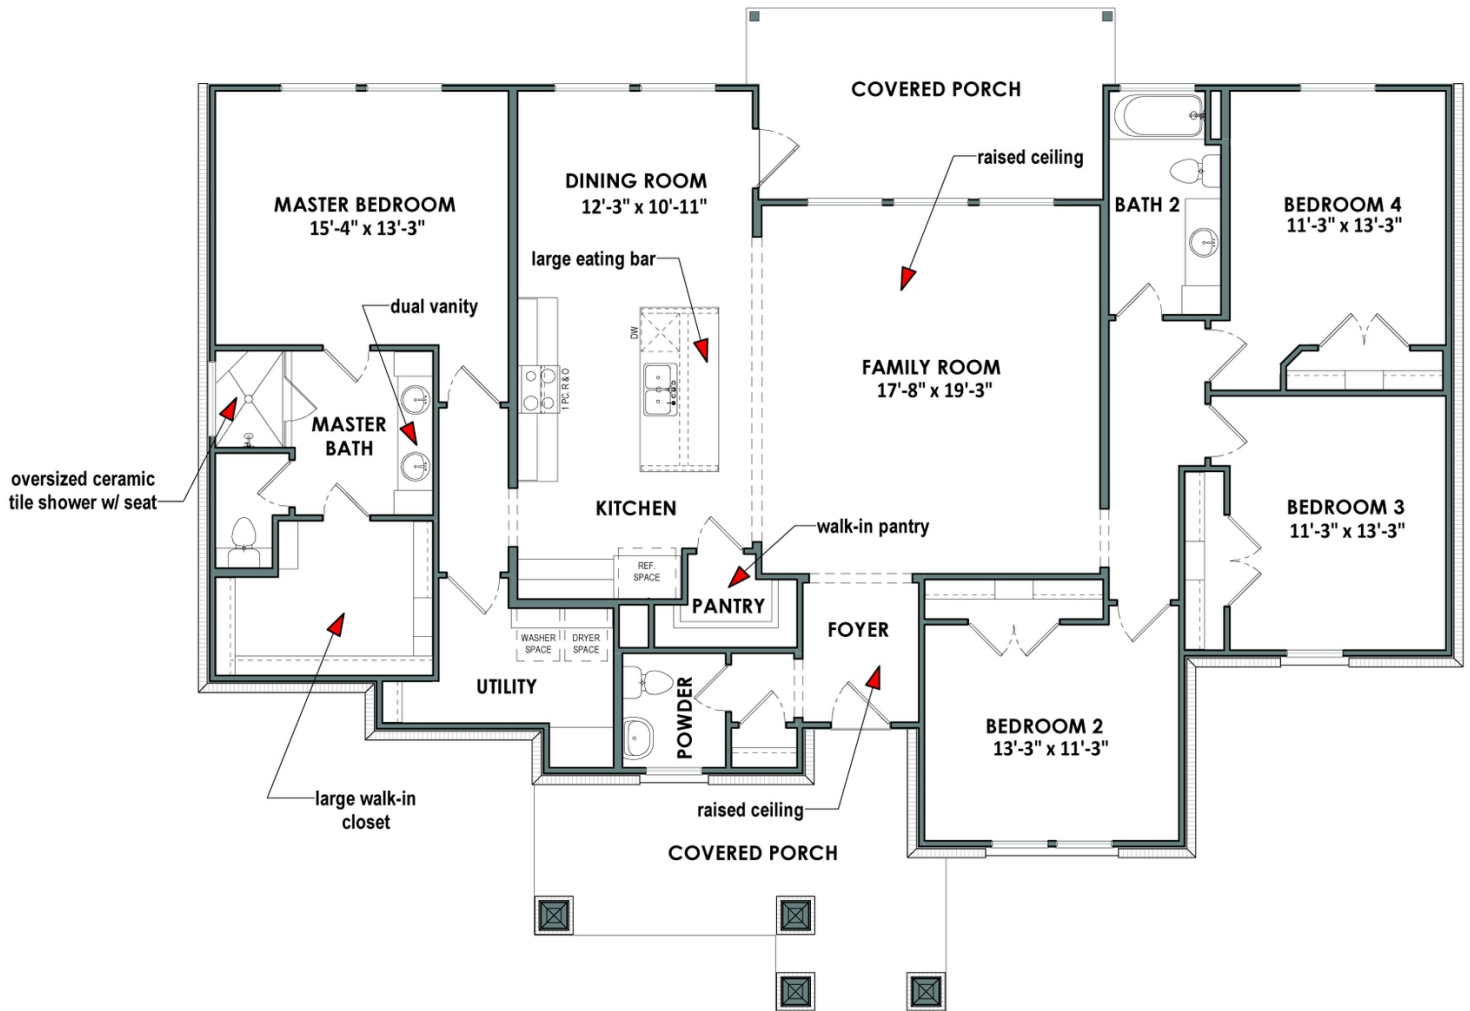 COVERED PORCH
raised ceiling
DINING ROOM
12'-3" x 10'-11"
MASTER BEDROOM
15'-4" x 13'-3"
BATH 2
BEDROOM 4
11'-3" x 13'-3"
large eating bar
dual vanity
DW
FAMILY ROOM
17'-8" x 19'-3"
1 PC. R & O
MASTER
BATH
oversized ceramic
tile shower w/ seat
KITCHEN
BEDROOM 3
11'-3" x 13'-3"
walk-in pantry
REF.
SPACE
PANTRY
FOYER
WASHER
SPACE
DRYER
SPACE
UTILITY
POWDER
BEDROOM 2
13'-3" x 11'-3"
large walk-in
closet
raised ceiling
COVERED PORCH